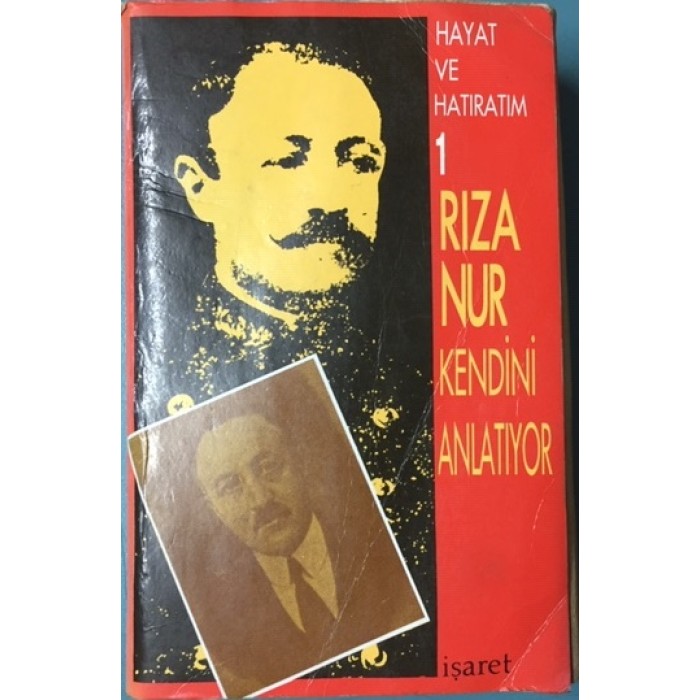 HAYAT
VE
HATIRATIM
1
RIZA
NUR
KENDİNİ
ANLATIYOR
işaret